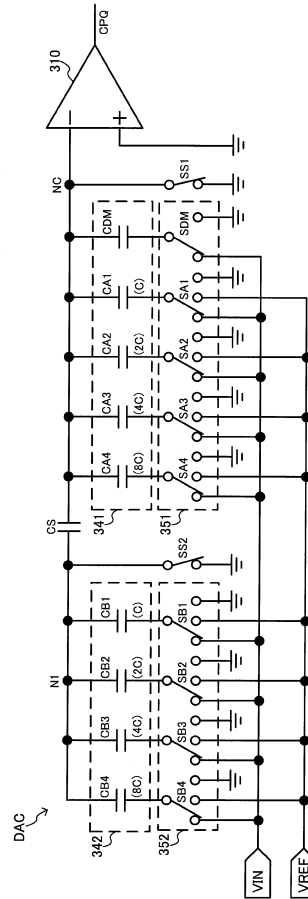 DAC
342
352
341
351
310
CPQ
NC
N1
CS
CB4
(8C)
CB3
(4C)
CB2
(2C)
CB1
(C)
CA4
(8C)
CA3
(4C)
CA2
(2C)
CA1
(C)
CDM
SB4
SB3
SB2
SB1
SS2
SA4
SA3
SA2
SA1
SDM
SS1
−
+
VIN
VREF